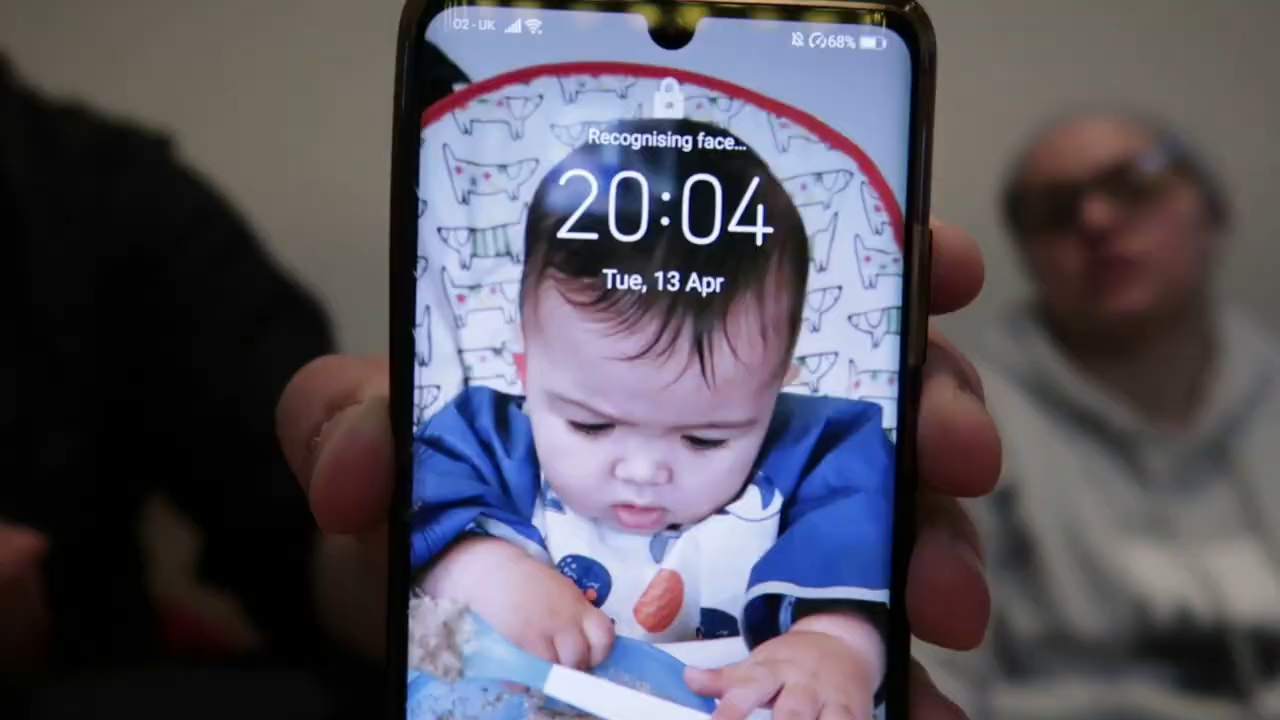 O2 - UK
68%
Recognising face...
20:04
Tue, 13 Apr